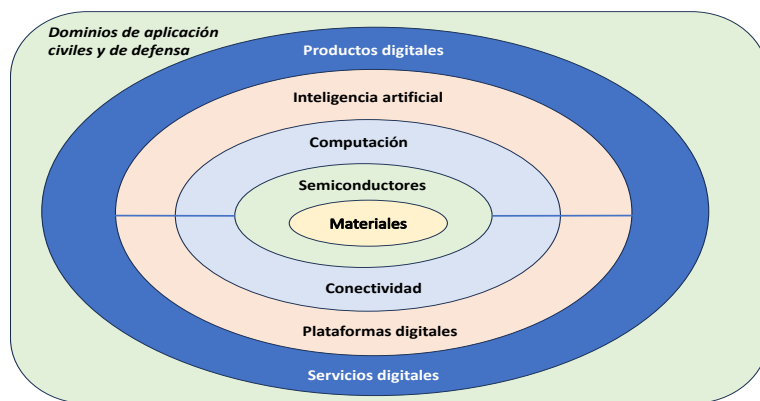 Dominios de aplicación
civiles y de defensa
Productos digitales
Inteligencia artificial
Computación
Semiconductores
Materiales
Conectividad
Plataformas digitales
Servicios digitales